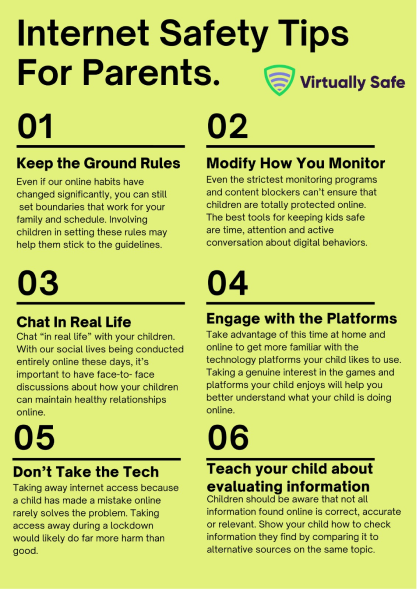 Internet Safety Tips
For Parents.
Virtually Safe
01
Keep the Ground Rules
Even if our online habits have
changed significantly, you can still
set boundaries that work for your
family and schedule. Involving
children in setting these rules may
help them stick to the guidelines.
02
Modify How You Monitor
Even the strictest monitoring programs
and content blockers can't ensure that
children are totally protected online.
The best tools for keeping kids safe
are time, attention and active
conversation about digital behaviors.
03
Chat In Real Life
Chat “in real life” with your children.
With our social lives being conducted
entirely online these days, it's
important to have face-to- face
discussions about how your children
can maintain healthy relationships
online.
04
Engage with the Platforms
Take advantage of this time at home and
online to get more familiar with the
technology platforms your child likes to use.
Taking a genuine interest in the games and
platforms your child enjoys will help you
better understand what your child is doing
online.
05
Don't Take the Tech
Taking away internet access because
a child has made a mistake online
rarely solves the problem. Taking
access away during a lockdown
would likely do far more harm than
good.
06
Teach your child about
evaluating information
Children should be aware that not all
information found online is correct, accurate
or relevant. Show your child how to check
information they find by comparing it to
alternative sources on the same topic.